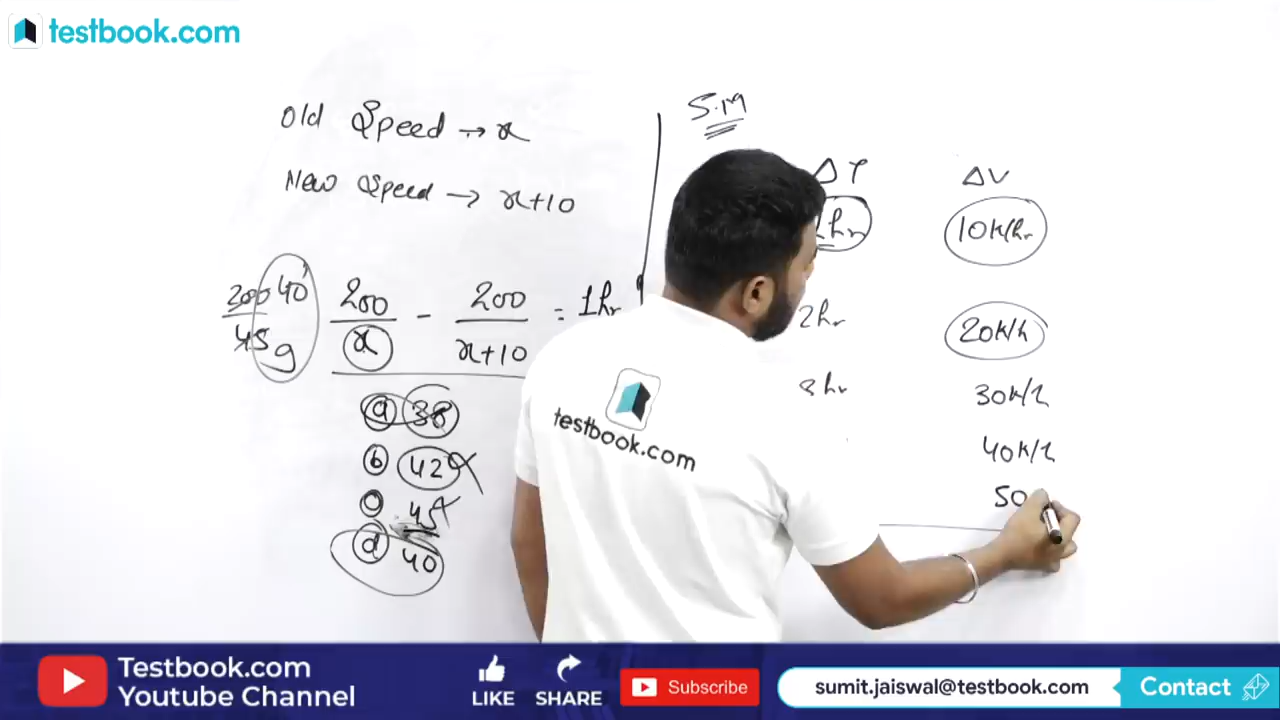 testbook.com
Old Speed → x
New Speed → x+10
200 40
45 9
200/x - 200/x+10 = 1hr
a 38
b 42
45
d 40
S.M
ΔT ΔV
1hr 10k/hr
2hr 20k/h
3hr 30k/h
40k/h
50
testbook.com
Testbook.com
Youtube Channel
LIKE
SHARE
Subscribe
sumit.jaiswal@testbook.com
Contact